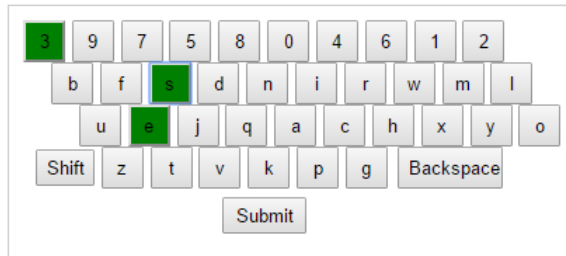 3 9 7 5 8 0 4 6 1 2
b f s d n i r w m l
u e j q a c h x y o
Shift z t v k p g Backspace
Submit